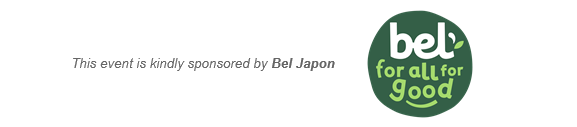 This event is kindly sponsored by Bel Japon
bel
for all for
good